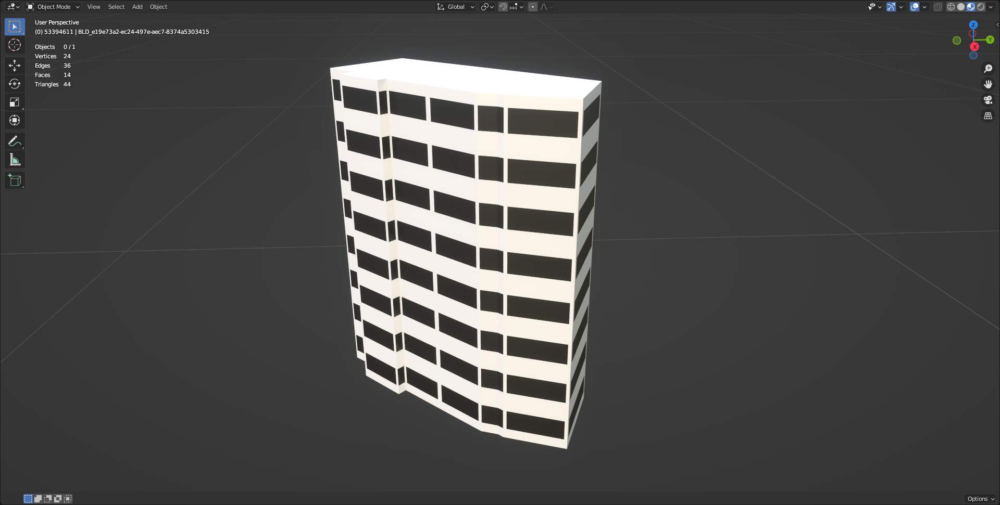 Object Mode View Select Add Object Global
User Perspective
(0) 53394611 | BLD_e19e73a2-ec24-497e-aec7-8374a5303415
Objects 0 / 1
Vertices 24
Edges 36
Faces 14
Triangles 44
Z
Y
X
Options